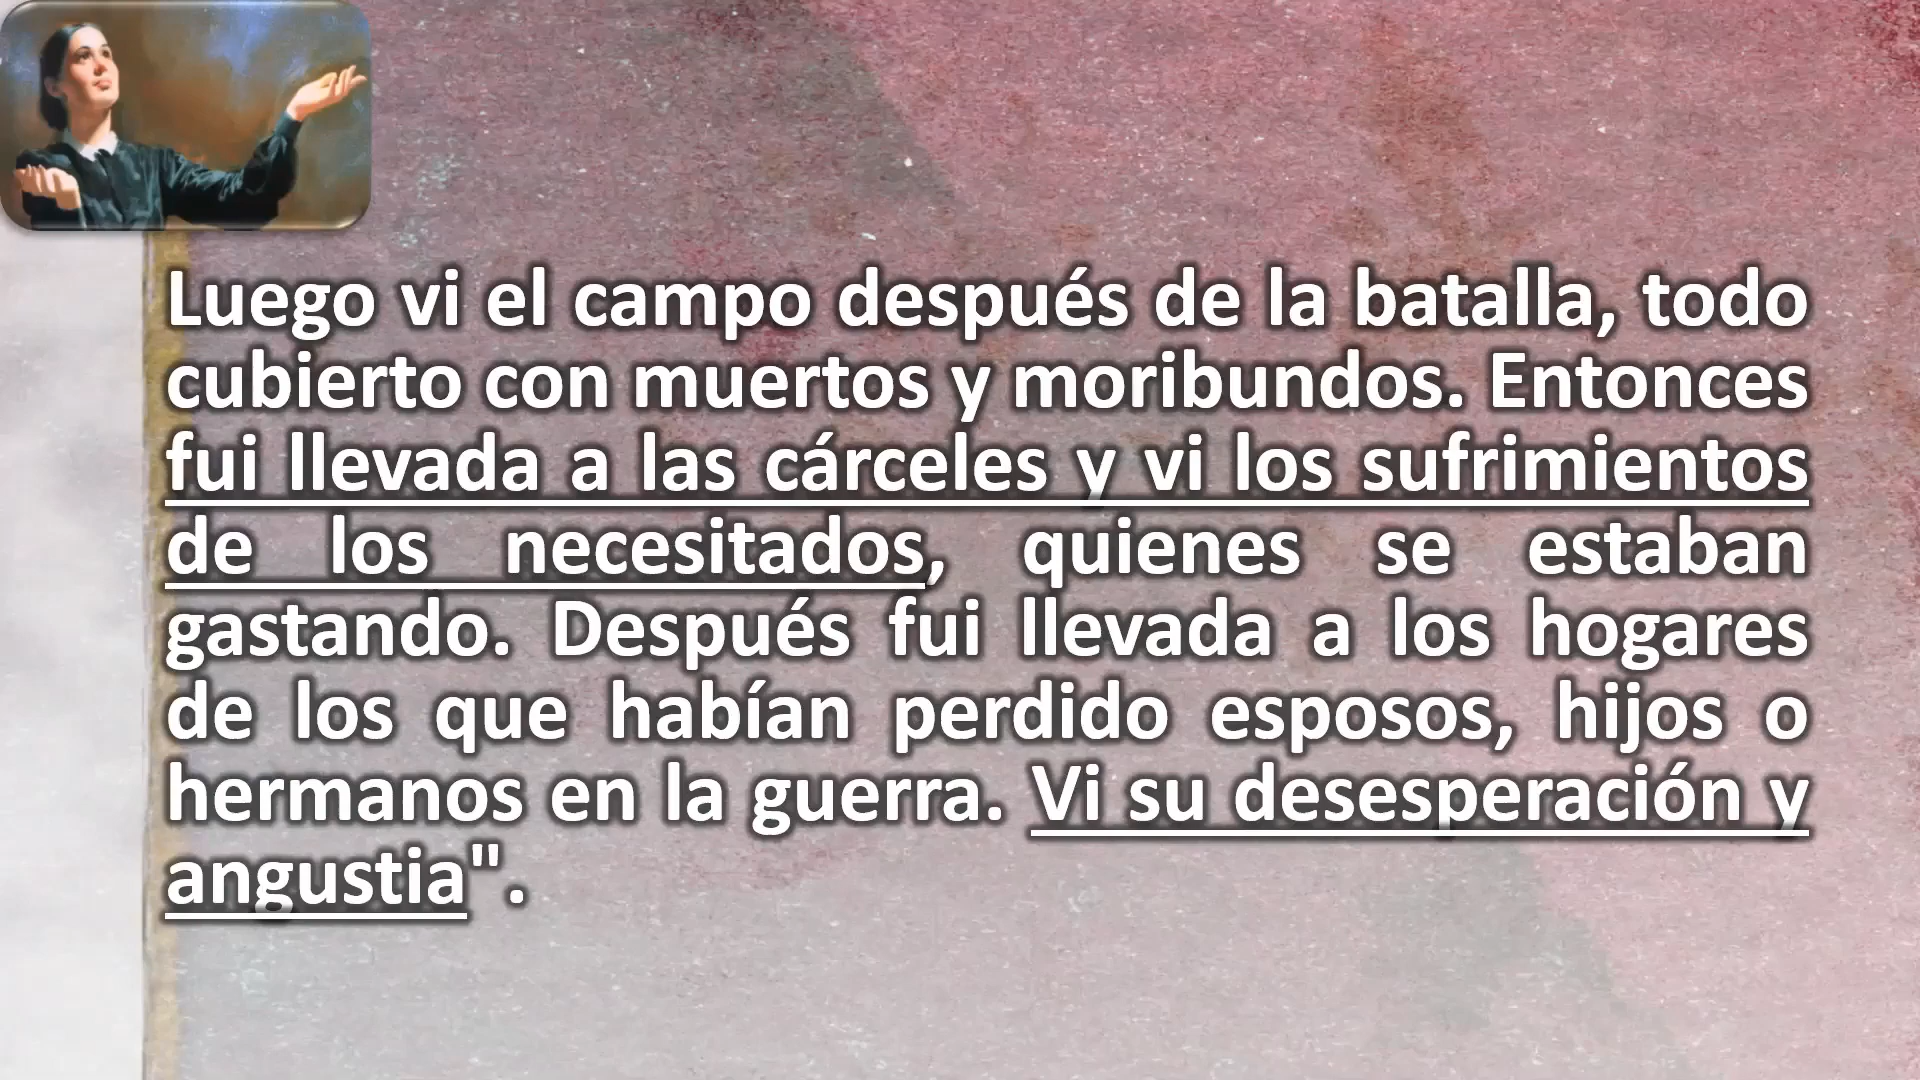 Luego vi el campo después de la batalla, todo
cubierto con muertos y moribundos. Entonces
fui llevada a las cárceles y vi los sufrimientos
de los necesitados, quienes se estaban
gastando. Después fui llevada a los hogares
de los que habían perdido esposos, hijos o
hermanos en la guerra. Vi su desesperación y
angustia".